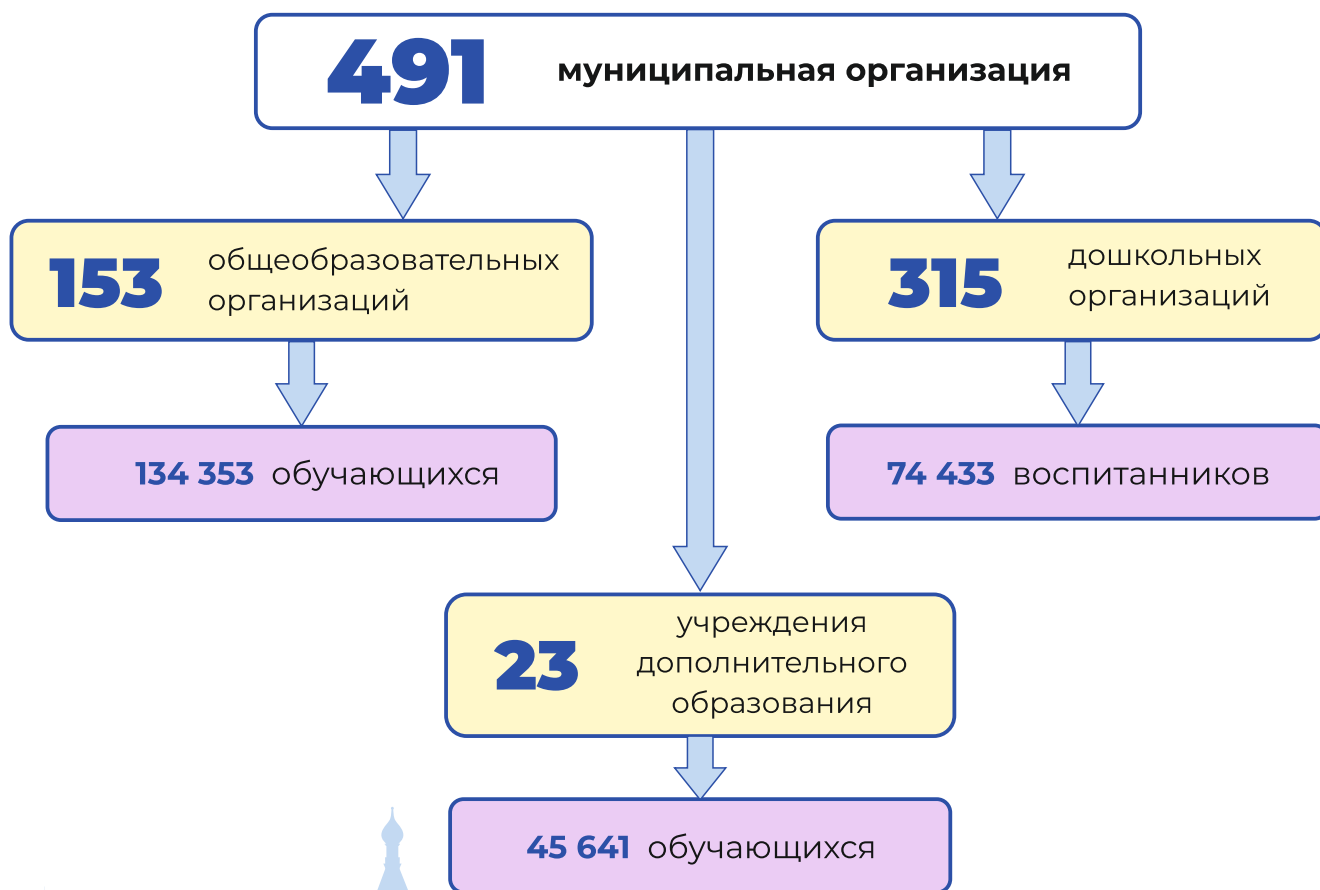 491 муниципальная организация
153 общеобразовательных
организаций
315 дошкольных
организаций
134 353 обучающихся
74 433 воспитанников
23 учреждения
дополнительного
образования
45 641 обучающихся